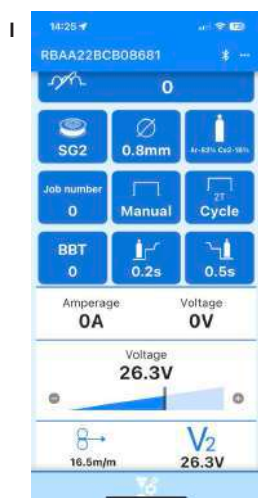 I
14:25
RBAA22BCB08681
0
SG2
0.8mm
Ar-82% Co2-18%
Job number
0
Manual
2T
Cycle
BBT
0
0.2s
0.5s
Amperage
Voltage
0A
0V
Voltage
26.3V
16.5m/m
V2
26.3V